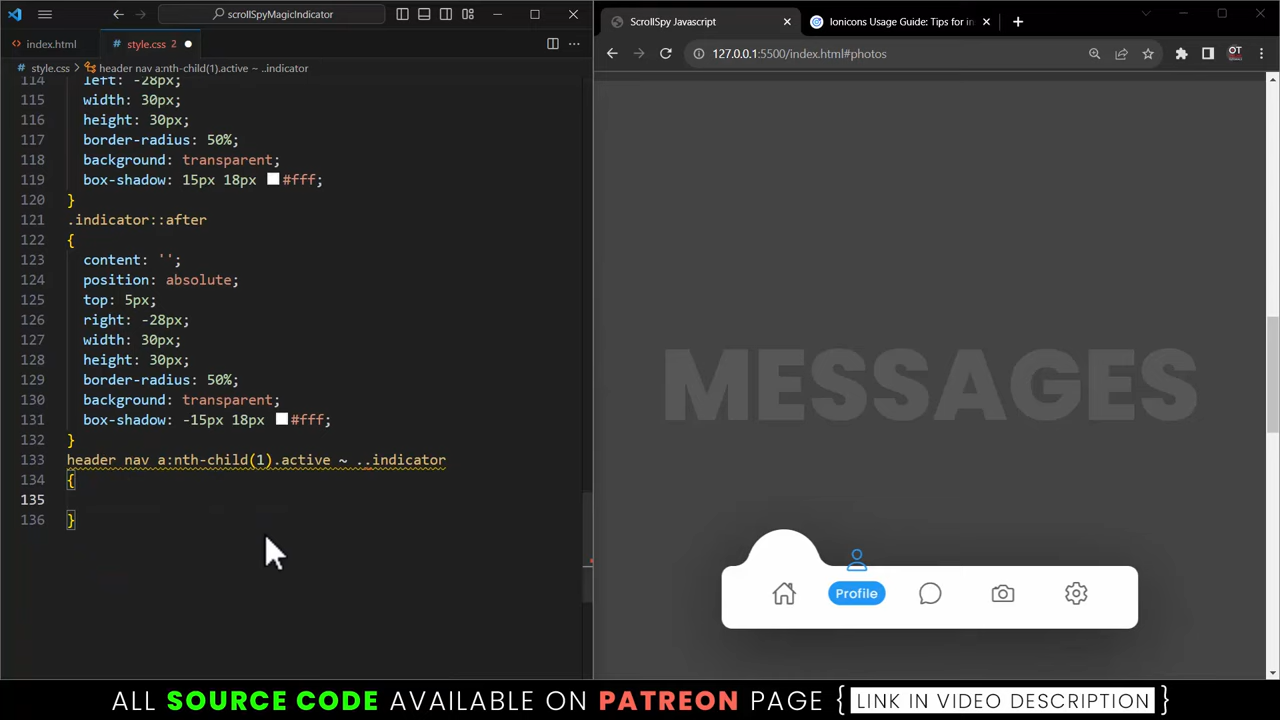 scrollSpyMagicIndicator
index.html
style.css 2
style.css > header nav a:nth-child(1).active ~ ..indicator
114 left: -28px;
115 width: 30px;
116 height: 30px;
117 border-radius: 50%;
118 background: transparent;
119 box-shadow: 15px 18px #fff;
120 }
121 .indicator::after
122 {
123 content: '';
124 position: absolute;
125 top: 5px;
126 right: -28px;
127 width: 30px;
128 height: 30px;
129 border-radius: 50%;
130 background: transparent;
131 box-shadow: -15px 18px #fff;
132 }
133 header nav a:nth-child(1).active ~ ..indicator
134 {
135
136 }
ScrollSpy Javascript
Ionicons Usage Guide: Tips for in
127.0.0.1:5500/index.html#photos
OT
MESSAGES
Profile
ALL SOURCE CODE AVAILABLE ON PATREON PAGE { LINK IN VIDEO DESCRIPTION }